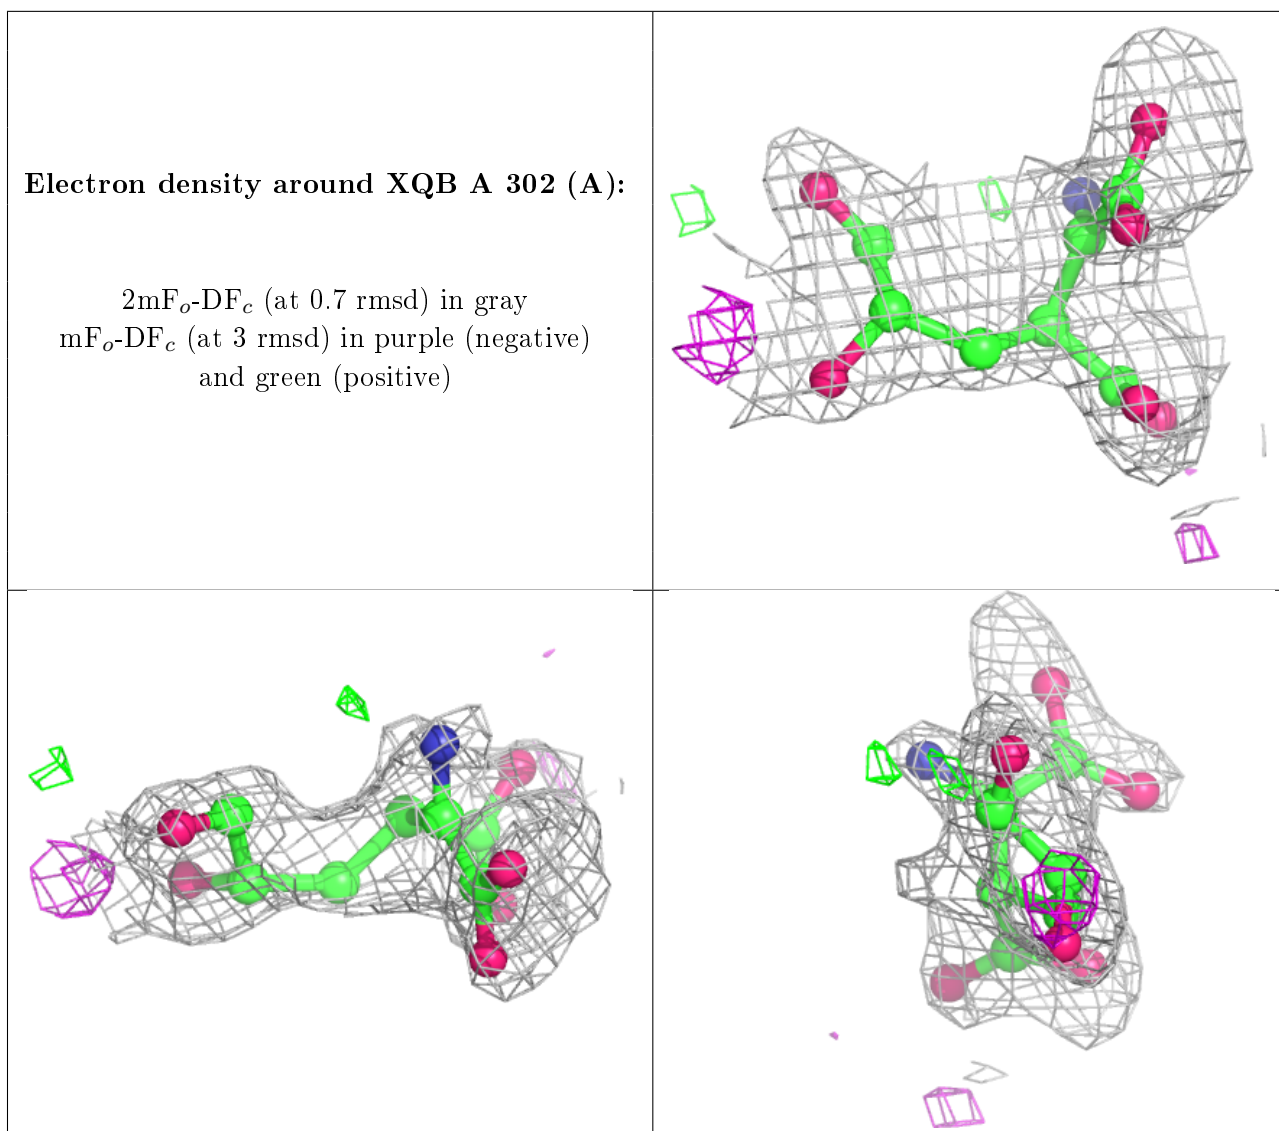 Electron density around XQB A 302 (A):
2mFo-DFc (at 0.7 rmsd) in gray
mFo-DFc (at 3 rmsd) in purple (negative)
and green (positive)